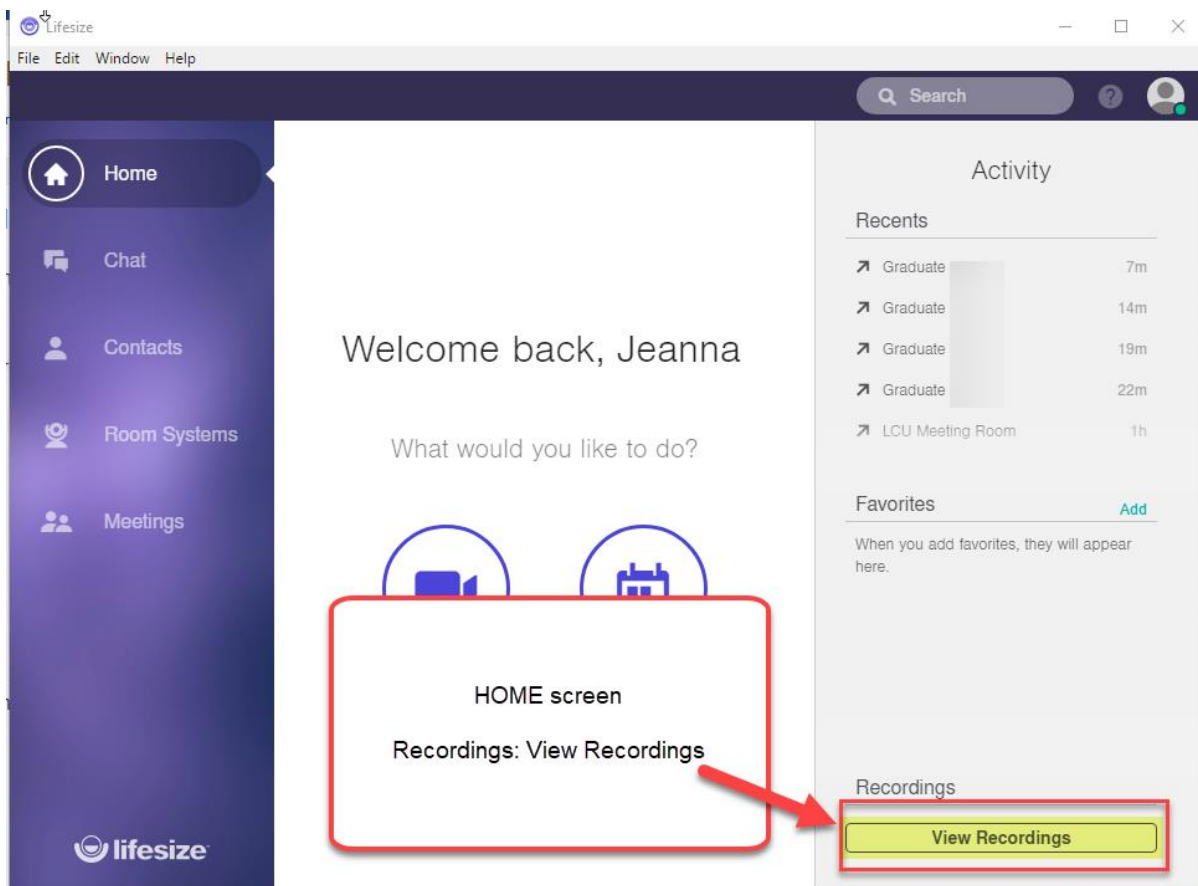 Lifesize
File Edit Window Help
Search
?
Home
Chat
Contacts
Room Systems
Meetings
lifesize
Welcome back, Jeanna
What would you like to do?
HOME screen
Recordings: View Recordings
Activity
Recents
Graduate 7m
Graduate 14m
Graduate 19m
Graduate 22m
LCU Meeting Room 1h
Favorites Add
When you add favorites, they will appear
here.
Recordings
View Recordings